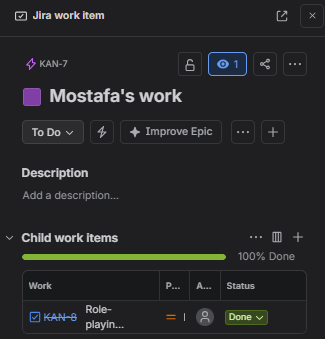 Jira work item
KAN-7
1
Mostafa's work
To Do
Improve Epic
Description
Add a description...
Child work items
100% Done
Work P... A... Status
KAN-8 Role-playin... Done